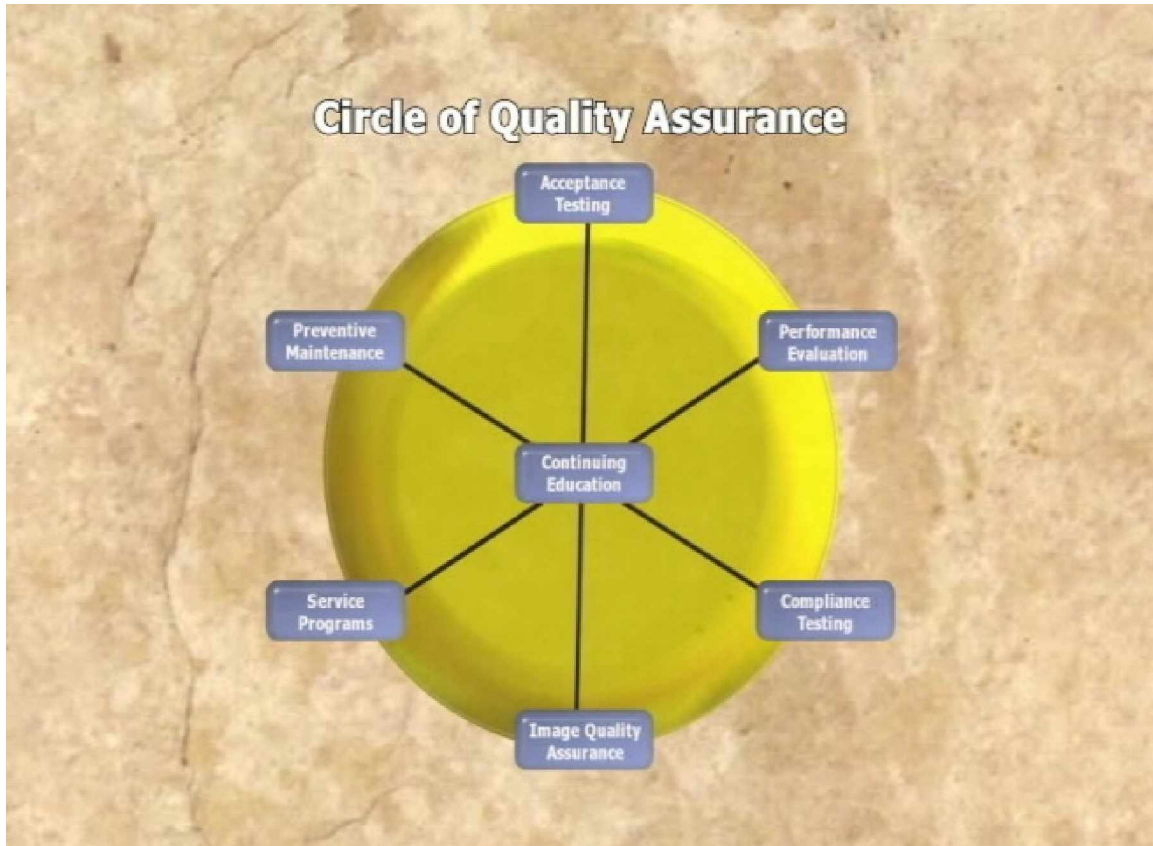 Circle of Quality Assurance
Acceptance
Testing
Preventive
Maintenance
Performance
Evaluation
Continuing
Education
Service
Programs
Compliance
Testing
Image Quality
Assurance